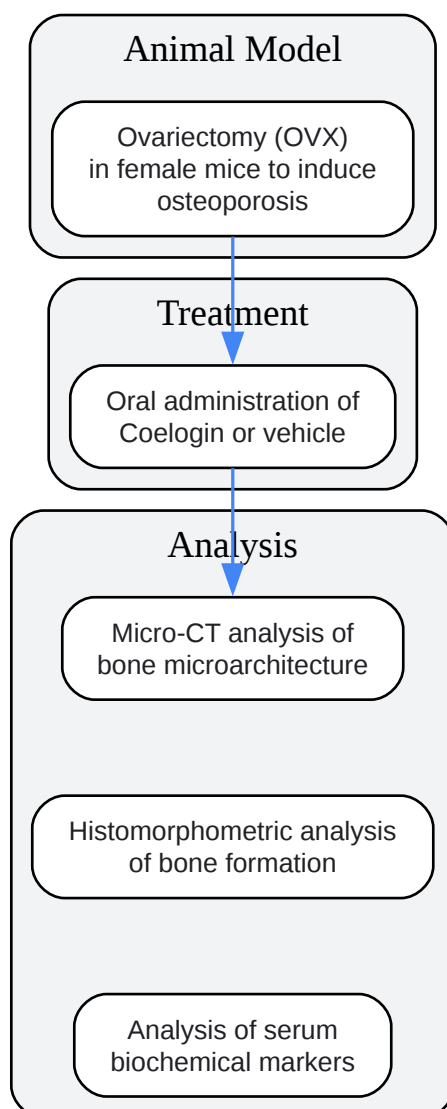 Animal Model
Ovariectomy (OVX)
in female mice to induce
osteoporosis
Treatment
Oral administration of
Coelogin or vehicle
Analysis
Micro-CT analysis of
bone microarchitecture
Histomorphometric analysis
of bone formation
Analysis of serum
biochemical markers